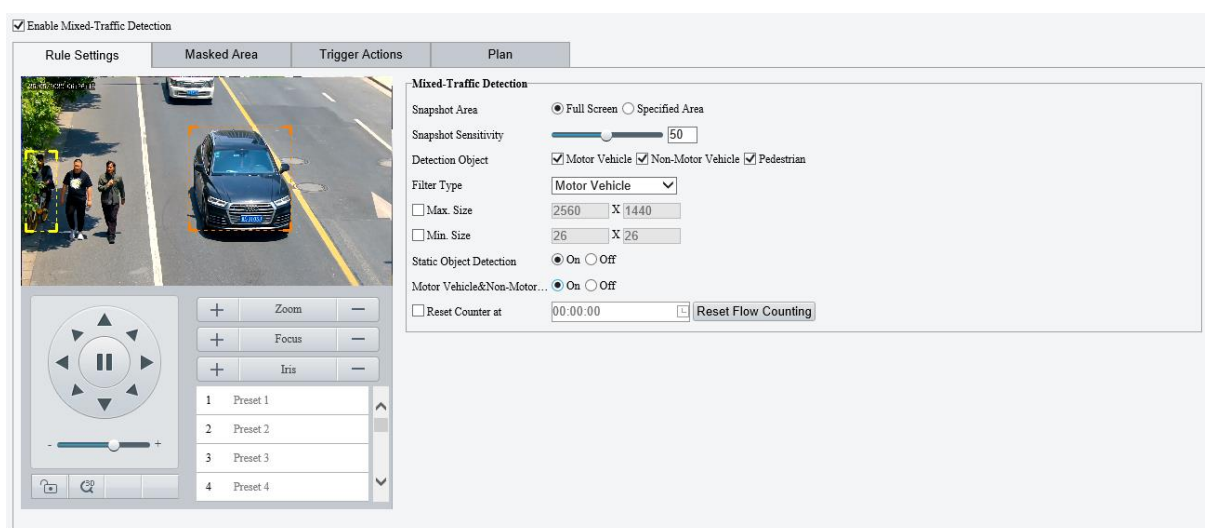 Enable Mixed-Traffic Detection
Rule Settings Masked Area Trigger Actions Plan
Mixed-Traffic Detection
Snapshot Area Full Screen Specified Area
Snapshot Sensitivity 50
Detection Object Motor Vehicle Non-Motor Vehicle Pedestrian
Filter Type Motor Vehicle
Max. Size 2560 X 1440
Min. Size 26 X 26
Static Object Detection On Off
Motor Vehicle&Non-Motor... On Off
Reset Counter at 00:00:00 Reset Flow Counting
+ Zoom −
+ Focus −
+ Iris −
1 Preset 1
2 Preset 2
3 Preset 3
4 Preset 4
- +
3D